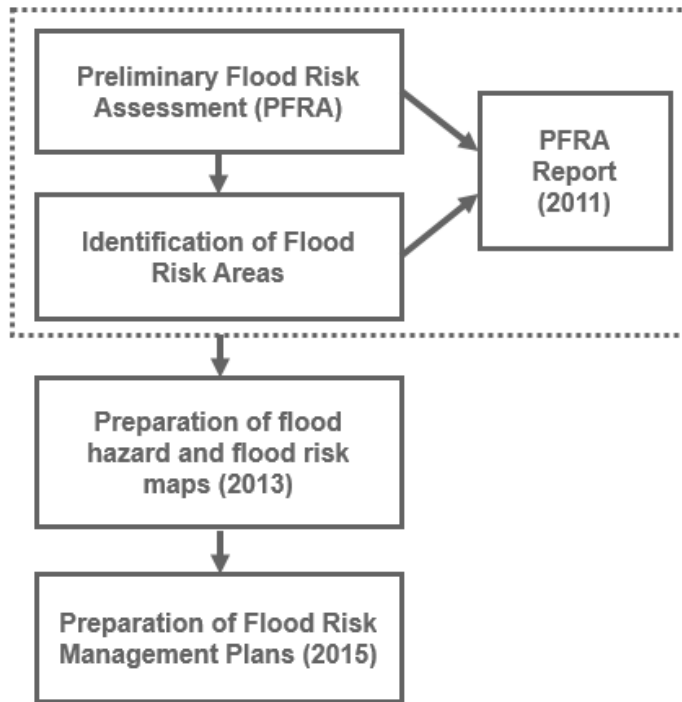 Preliminary Flood Risk
Assessment (PFRA)
PFRA
Report
(2011)
Identification of Flood
Risk Areas
Preparation of flood
hazard and flood risk
maps (2013)
Preparation of Flood Risk
Management Plans (2015)